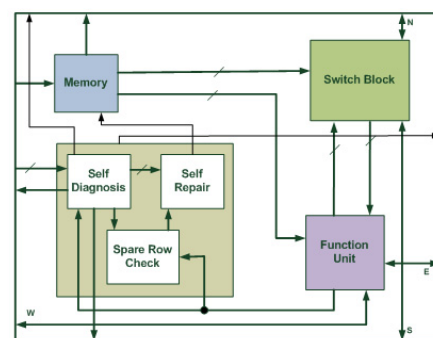 N
Memory
Switch Block
Self
Diagnosis
Self
Repair
Spare Row
Check
Function
Unit
E
W
S